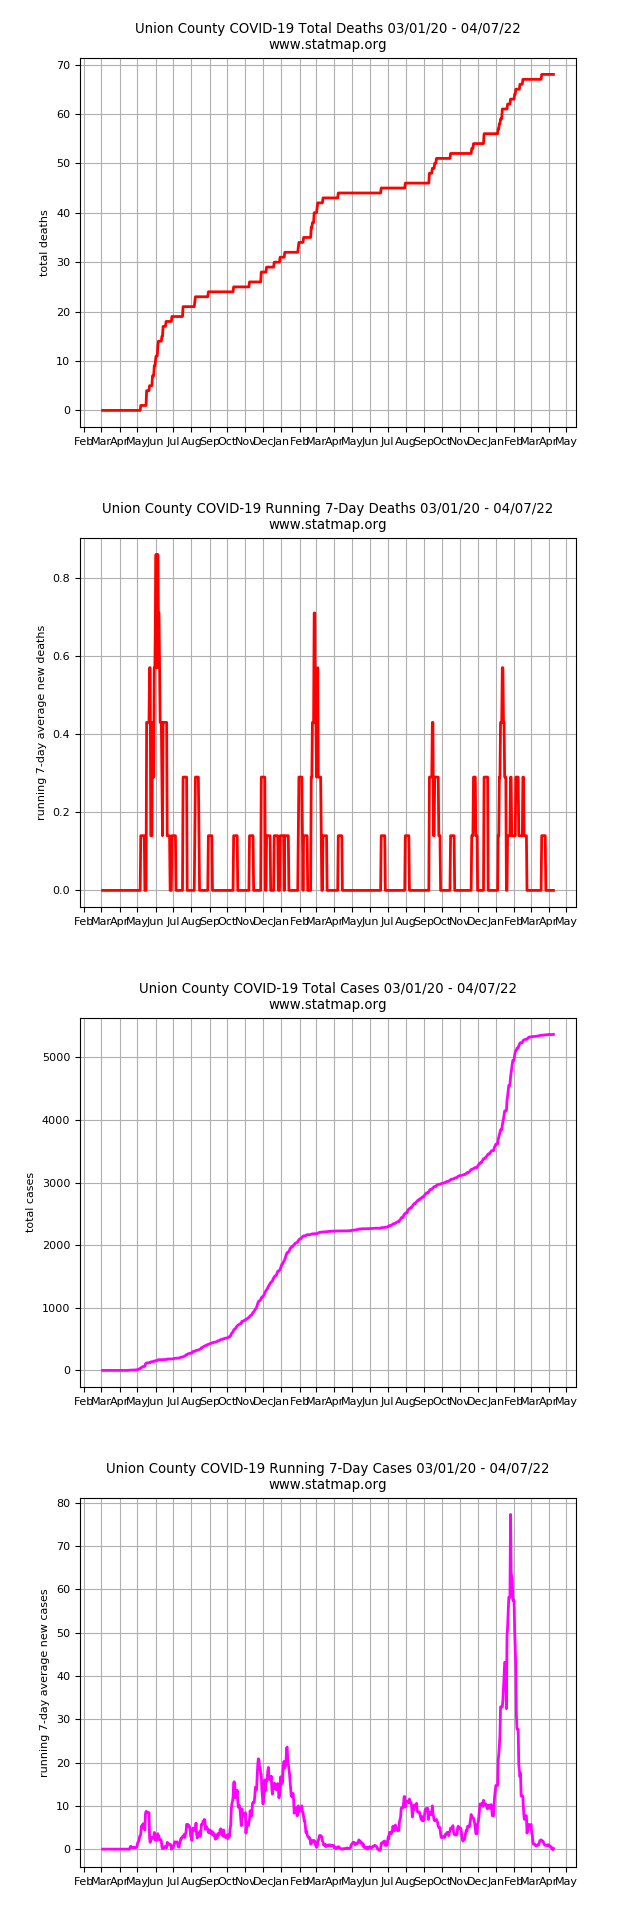 Union County COVID-19 Total Deaths 03/01/20 - 04/07/22
www.statmap.org
70
60
50
40
30
20
10
0
total deaths
Feb Mar Apr May Jun Jul Aug Sep Oct Nov Dec Jan Feb Mar Apr May Jun Jul Aug Sep Oct Nov Dec Jan Feb Mar Apr May
Union County COVID-19 Running 7-Day Deaths 03/01/20 - 04/07/22
www.statmap.org
0.8
0.6
0.4
0.2
0.0
running 7-day average new deaths
Feb Mar Apr May Jun Jul Aug Sep Oct Nov Dec Jan Feb Mar Apr May Jun Jul Aug Sep Oct Nov Dec Jan Feb Mar Apr May
Union County COVID-19 Total Cases 03/01/20 - 04/07/22
www.statmap.org
5000
4000
3000
2000
1000
0
total cases
Feb Mar Apr May Jun Jul Aug Sep Oct Nov Dec Jan Feb Mar Apr May Jun Jul Aug Sep Oct Nov Dec Jan Feb Mar Apr May
Union County COVID-19 Running 7-Day Cases 03/01/20 - 04/07/22
www.statmap.org
80
70
60
50
40
30
20
10
0
running 7-day average new cases
Feb Mar Apr May Jun Jul Aug Sep Oct Nov Dec Jan Feb Mar Apr May Jun Jul Aug Sep Oct Nov Dec Jan Feb Mar Apr May